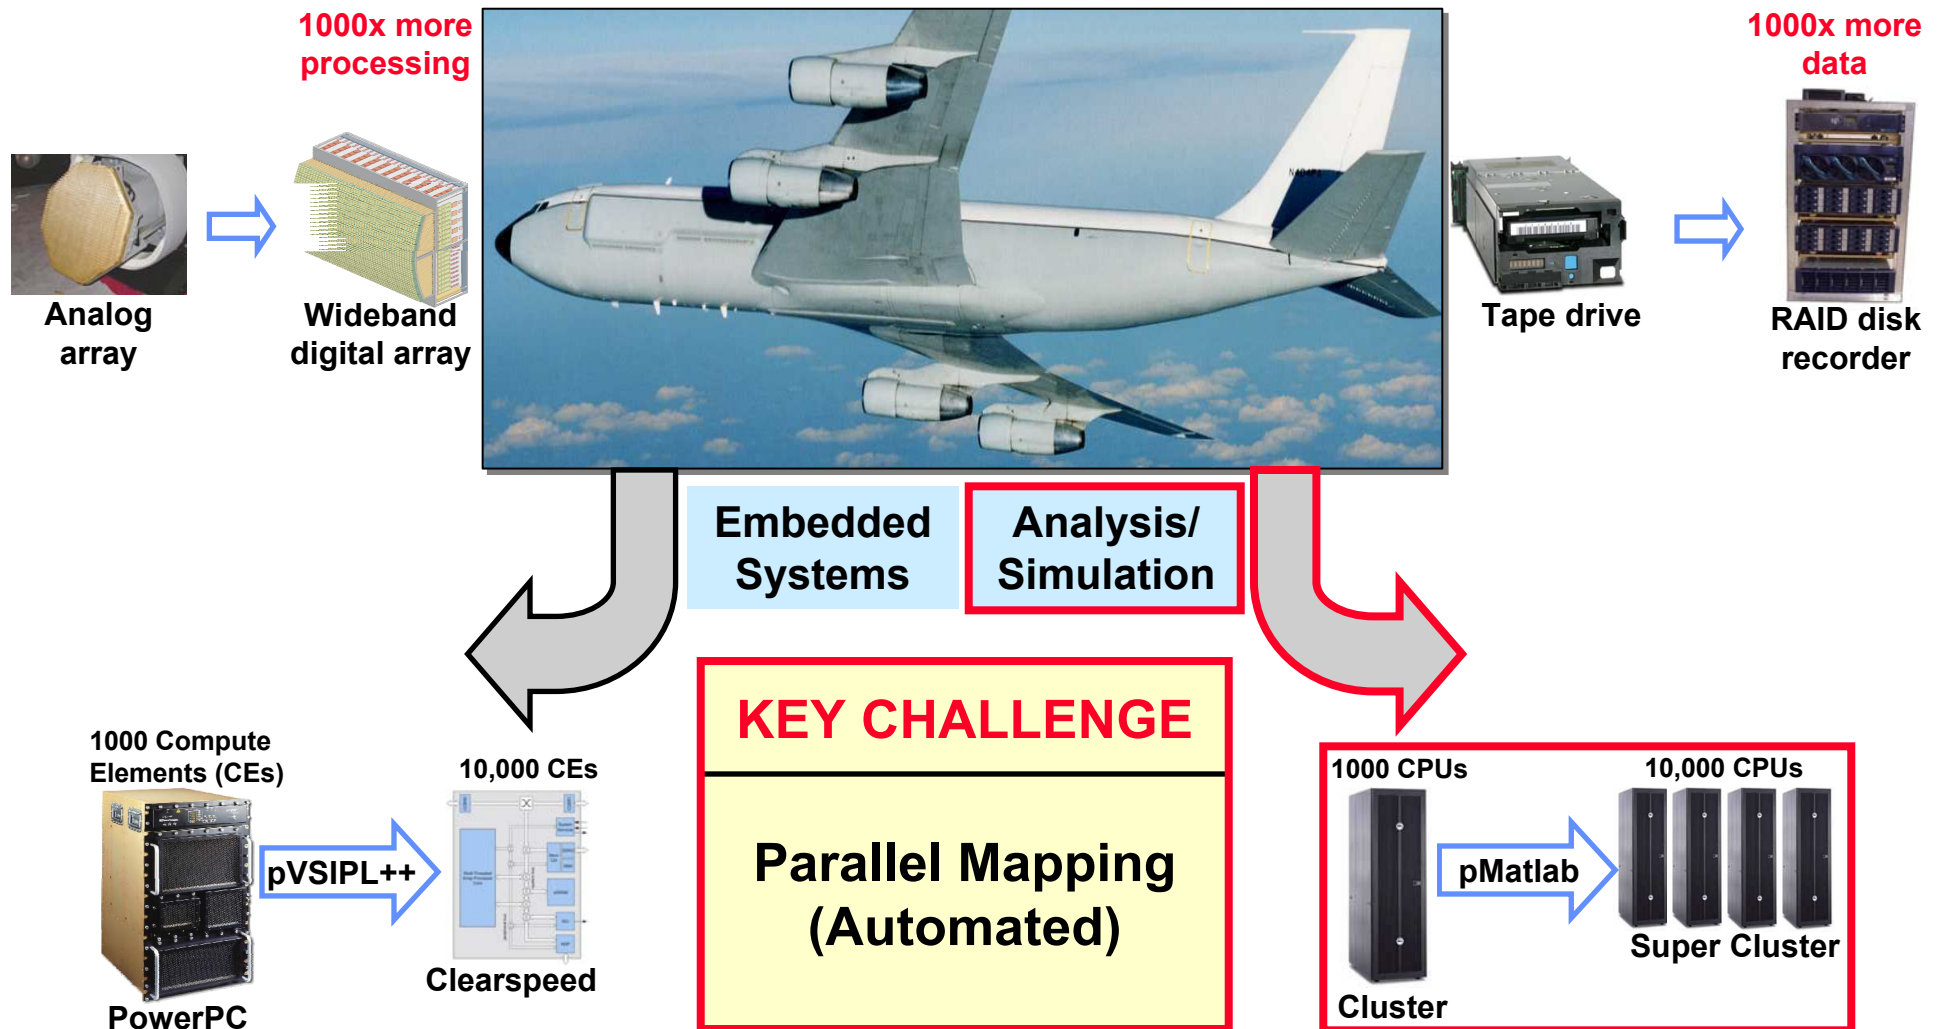 1000x more
processing
1000x more
data
Analog
array
Wideband
digital array
Tape drive
RAID disk
recorder
Embedded
Systems
Analysis/
Simulation
KEY CHALLENGE
Parallel Mapping
(Automated)
1000 Compute
Elements (CEs)
pVSIPL++
10,000 CEs
PowerPC
Clearspeed
1000 CPUs
10,000 CPUs
pMatlab
Cluster
Super Cluster